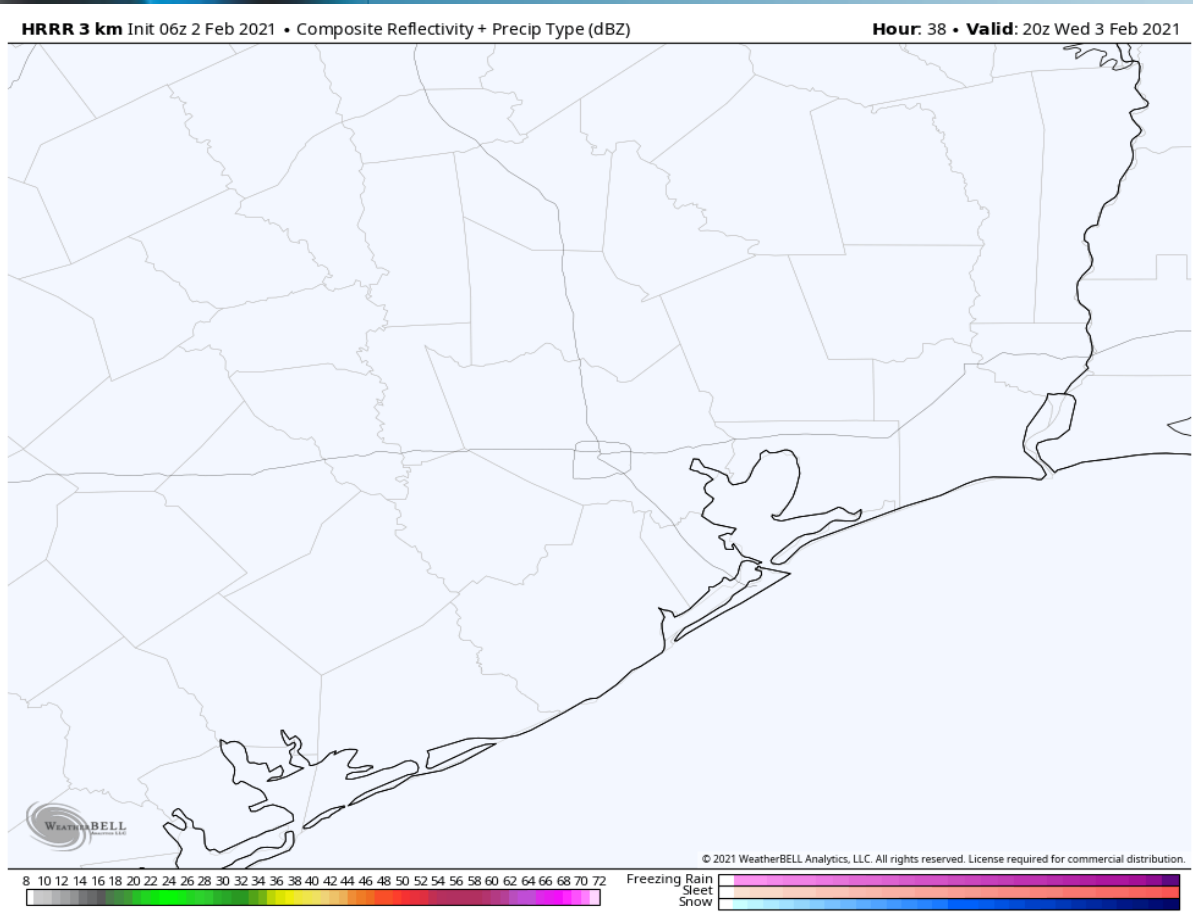 HRRR 3 km Init 06z 2 Feb 2021 • Composite Reflectivity + Precip Type (dBZ) Hour: 38 • Valid: 20z Wed 3 Feb 2021
WEATHERBELL
© 2021 WeatherBELL Analytics, LLC. All rights reserved. License required for commercial distribution.
8 10 12 14 16 18 20 22 24 26 28 30 32 34 36 38 40 42 44 46 48 50 52 54 56 58 60 62 64 66 68 70 72
Freezing Rain
Sleet
Snow